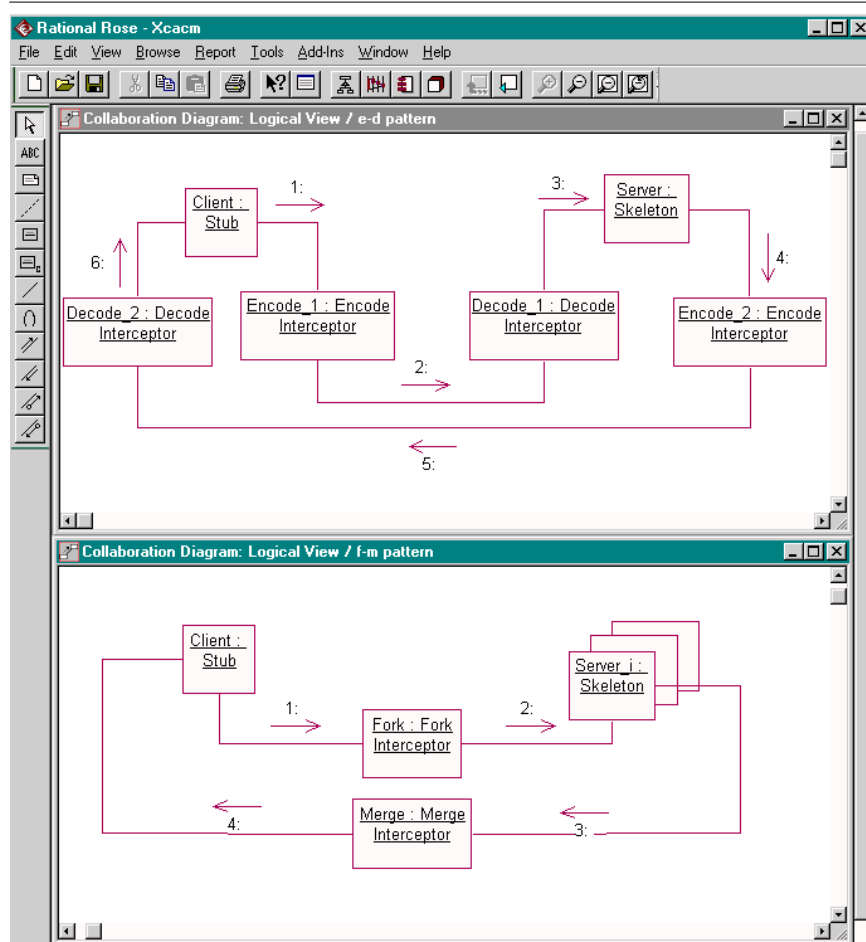 Rational Rose - Xcacm
File Edit View Browse Report Tools Add-Ins Window Help
Collaboration Diagram: Logical View / e-d pattern
ABC
1:
3:
Client :
Stub
Server :
Skeleton
6:
4:
Decode_2 : Decode
Interceptor
Encode_1 : Encode
Interceptor
Decode_1 : Decode
Interceptor
Encode_2 : Encode
Interceptor
2:
5:
Collaboration Diagram: Logical View / f-m pattern
Client :
Stub
Server_i :
Skeleton
1:
2:
Fork : Fork
Interceptor
Merge : Merge
Interceptor
4:
3: